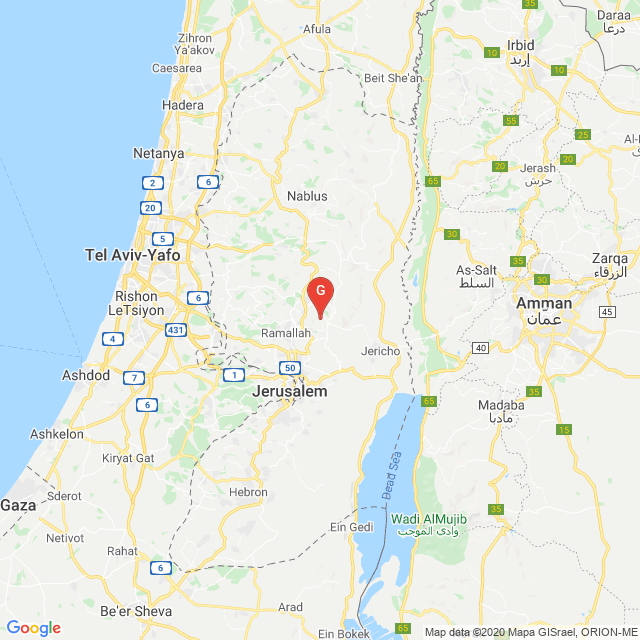 Afula
Daraa
درعا
Zihron
Ya'akov
Irbid
إربد
10
35
Caesarea
Beit She'an
10
Hadera
55
25
Netanya
20
20
Jerash
جرش
2
6
65
Nablus
20
5
30
Tel Aviv-Yafo
As-Salt
السلط
30
Zarqa
الزرقاء
G
Rishon
LeTsiyon
6
Amman
عمان
45
431
Ramallah
4
Jericho
40
50
Ashdod
7
1
Jerusalem
35
6
65
Madaba
مأدبا
15
Ashkelon
Kiryat Gat
Dead Sea
Hebron
Sderot
Gaza
35
Ein Gedi
Wadi AlMujib
وادي الموجب
Netivot
Rahat
6
Be'er Sheva
Arad
65
35
Google
Ein Bokek
Map data ©2020 Mapa GISrael, ORION-ME